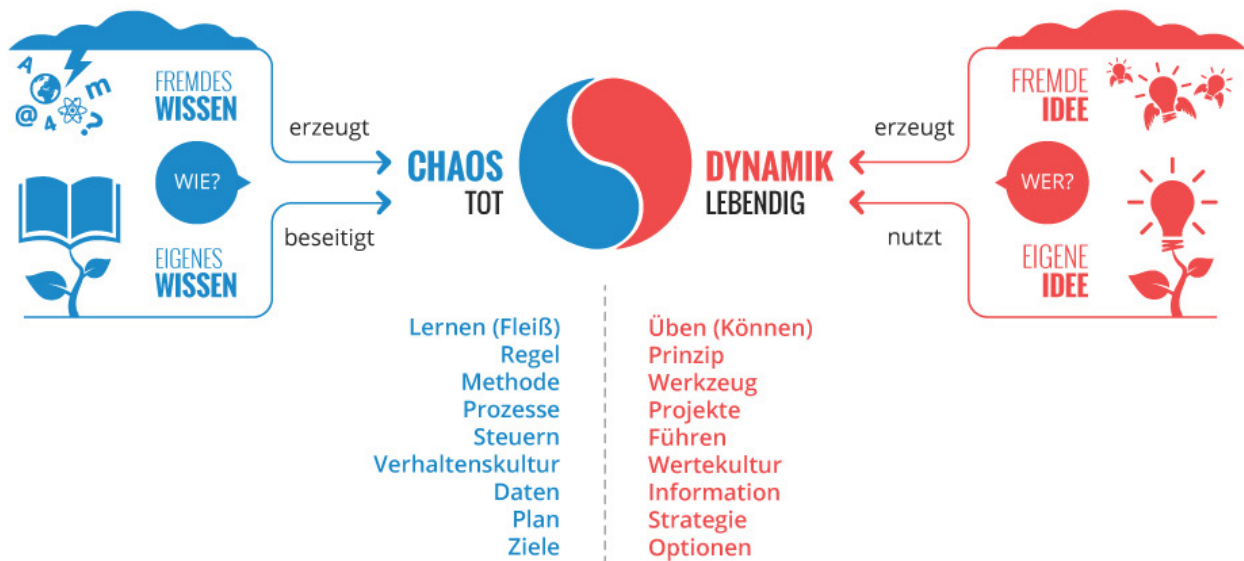 A
m
@
4
?
FREMDES
WISSEN
WIE?
EIGENES
WISSEN
erzeugt
beseitigt
CHAOS
TOT
DYNAMIK
LEBENDIG
erzeugt
nutzt
FREMDE
IDEE
WER?
EIGENE
IDEE
Lernen (Fleiß)
Regel
Methode
Prozesse
Steuern
Verhaltenskultur
Daten
Plan
Ziele
Üben (Können)
Prinzip
Werkzeug
Projekte
Führen
Wertekultur
Information
Strategie
Optionen